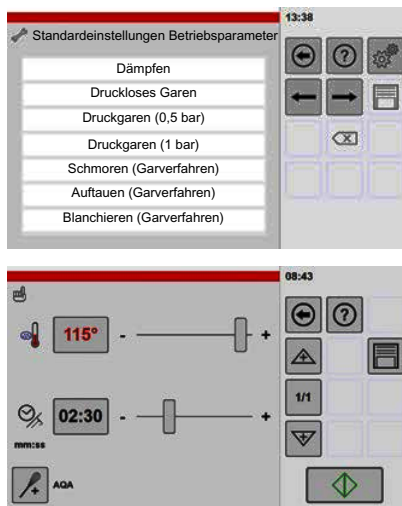 13:38
Standardeinstellungen Betriebsparameter
?
Dämpfen
Druckloses Garen
Druckgaren (0,5 bar)
Druckgaren (1 bar)
Schmoren (Garverfahren)
Auftauen (Garverfahren)
Blanchieren (Garverfahren)
08:43
?
115° - +
1/1
02:30 - +
mm:ss
AQA